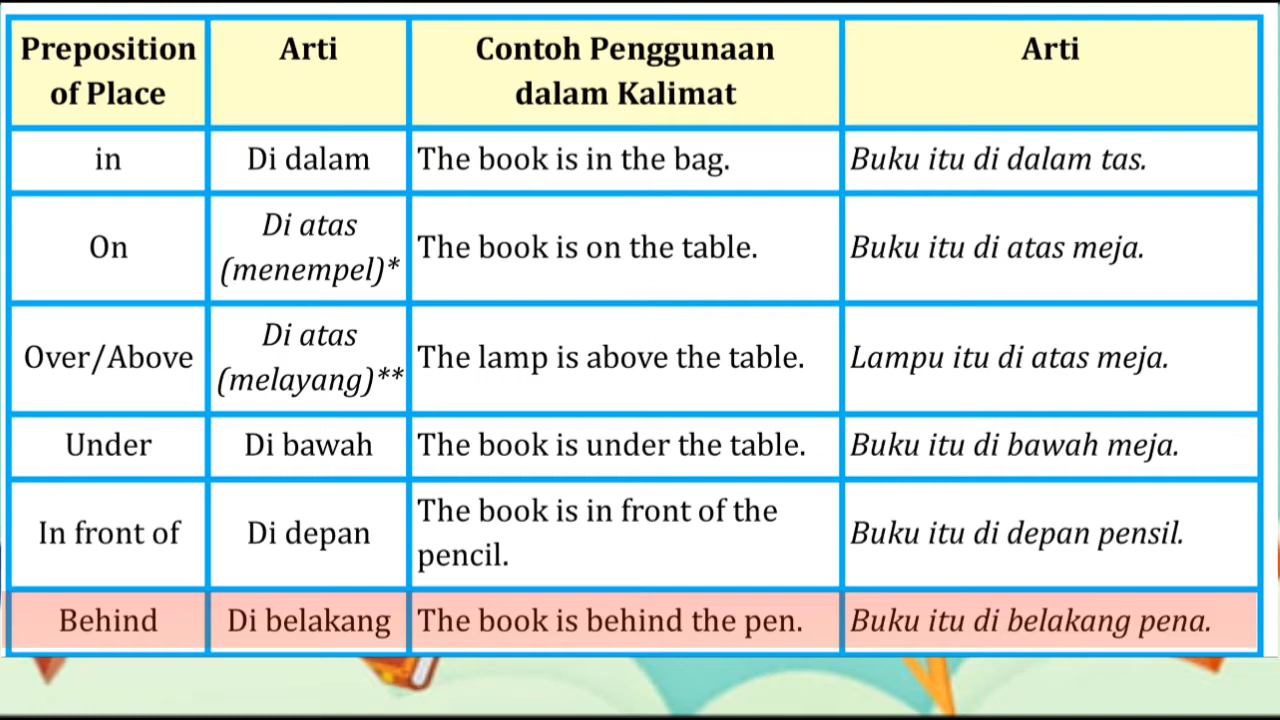 Preposition of Place | Arti | Contoh Penggunaan dalam Kalimat | Arti
in | Di dalam | The book is in the bag. | Buku itu di dalam tas.
On | Di atas (menempel)* | The book is on the table. | Buku itu di atas meja.
Over/Above | Di atas (melayang)** | The lamp is above the table. | Lampu itu di atas meja.
Under | Di bawah | The book is under the table. | Buku itu di bawah meja.
In front of | Di depan | The book is in front of the pencil. | Buku itu di depan pensil.
Behind | Di belakang | The book is behind the pen. | Buku itu di belakang pena.